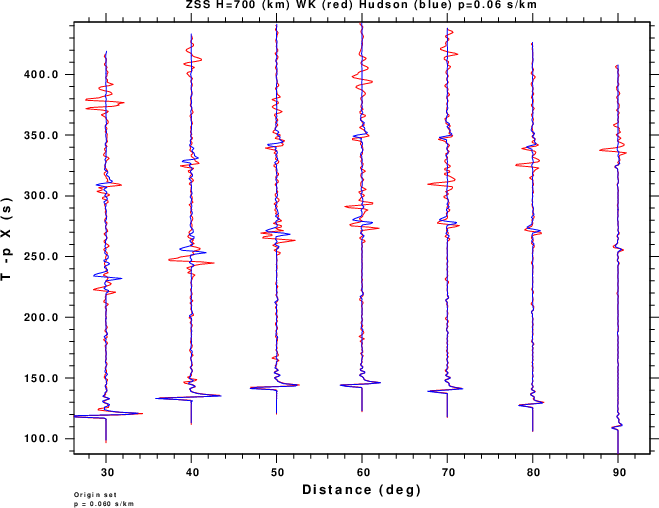 ZSS H=700 (km) WK (red) Hudson (blue) p=0.06 s/km
400.0
350.0
300.0
250.0
200.0
150.0
100.0
T -p X (s)
30 40 50 60 70 80 90
Distance (deg)
Origin set
p = 0.060 s/km